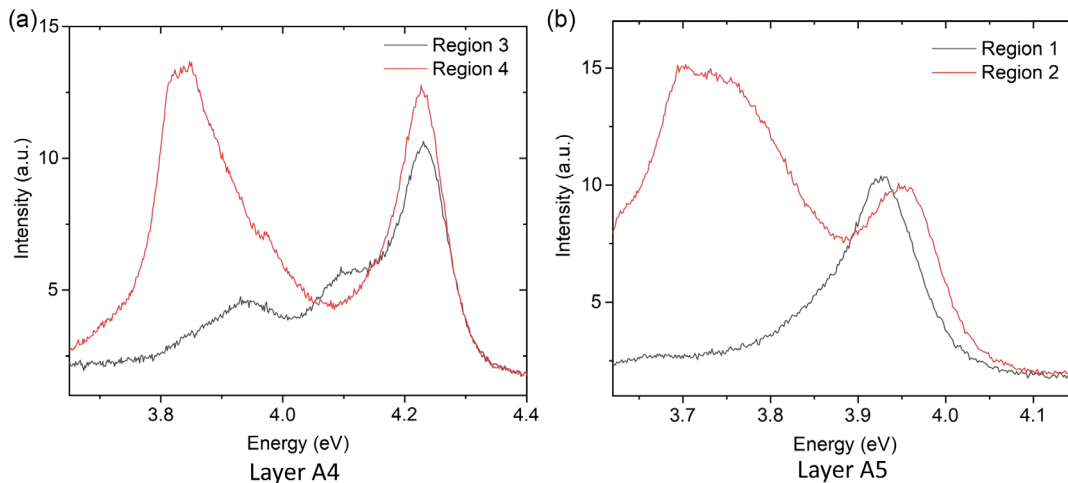 (a)
15
10
5
Intensity (a.u.)
Region 3
Region 4
3.8
4.0
4.2
4.4
Energy (eV)
Layer A4
(b)
15
10
5
Intensity (a.u.)
Region 1
Region 2
3.7
3.8
3.9
4.0
4.1
Energy (eV)
Layer A5